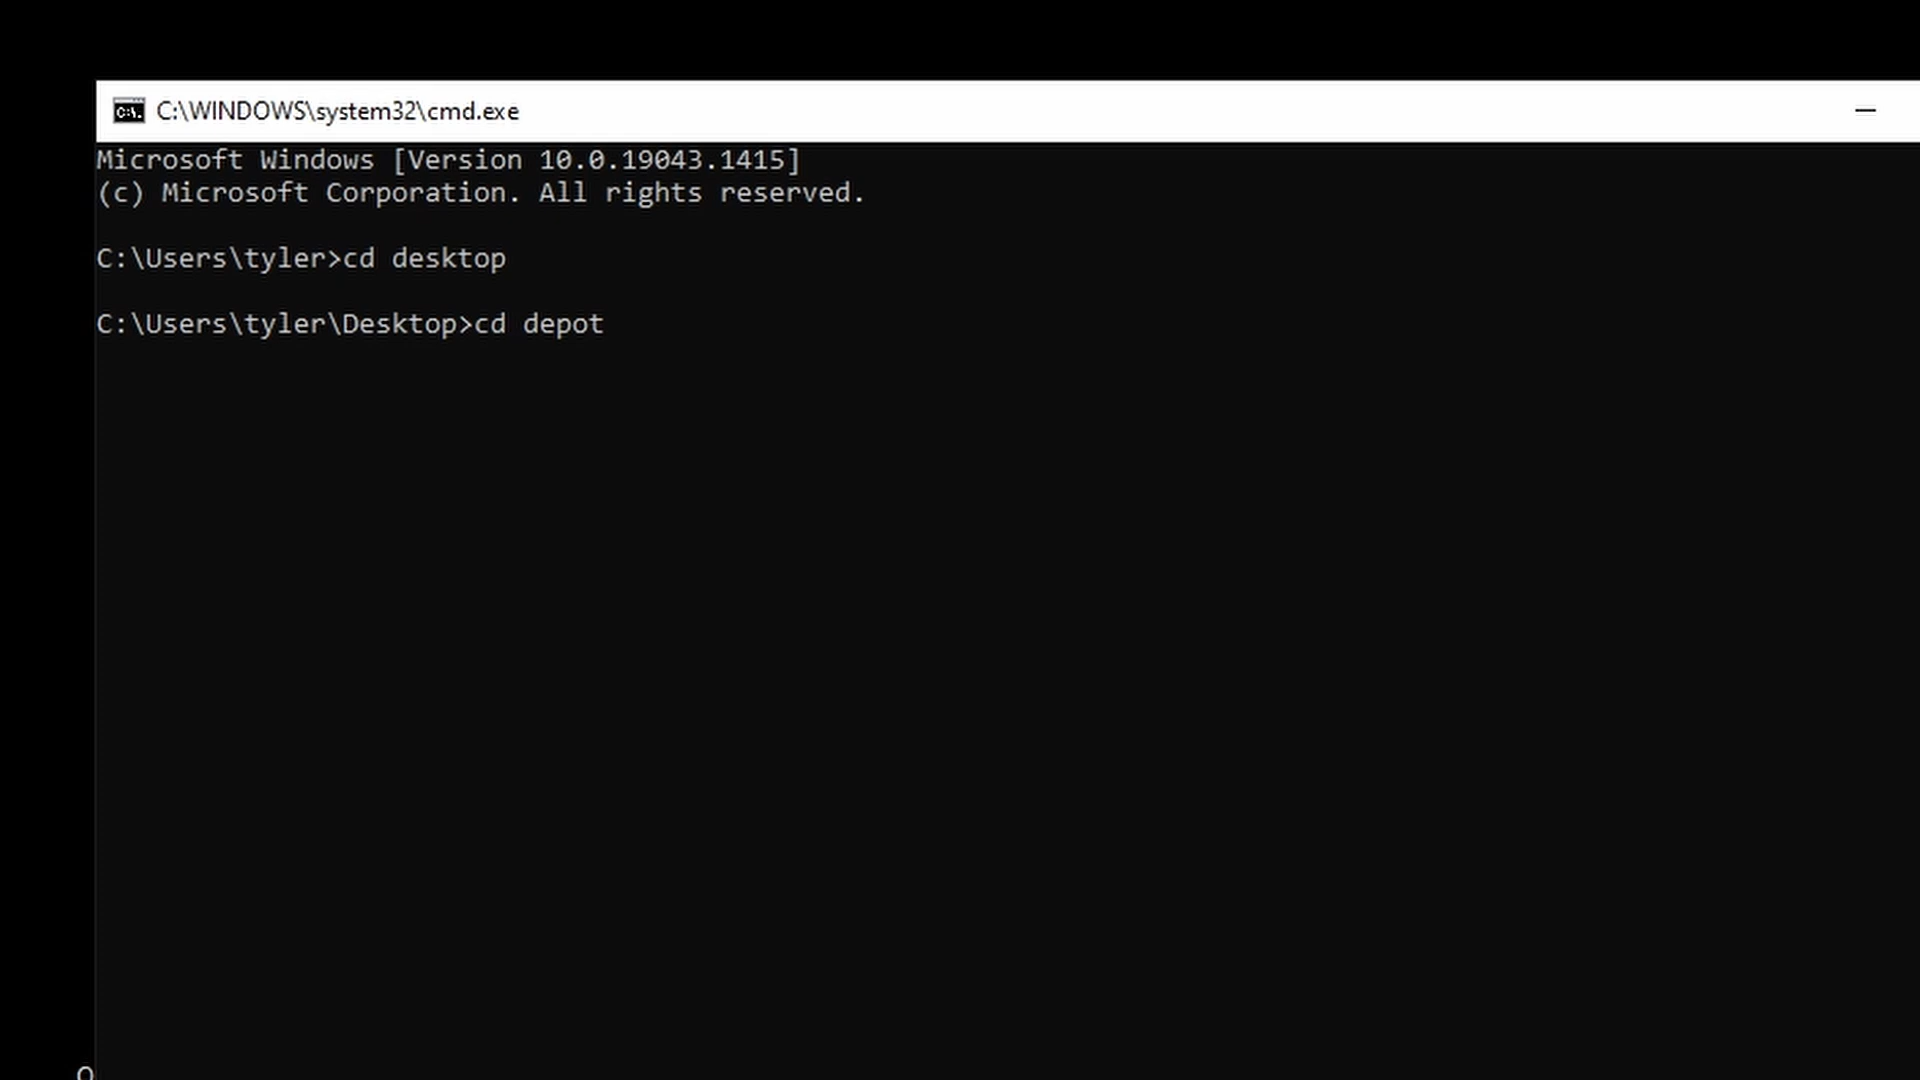 C:\WINDOWS\system32\cmd.exe
Microsoft Windows [Version 10.0.19043.1415]
(c) Microsoft Corporation. All rights reserved.
C:\Users\tyler>cd desktop
C:\Users\tyler\Desktop>cd depot